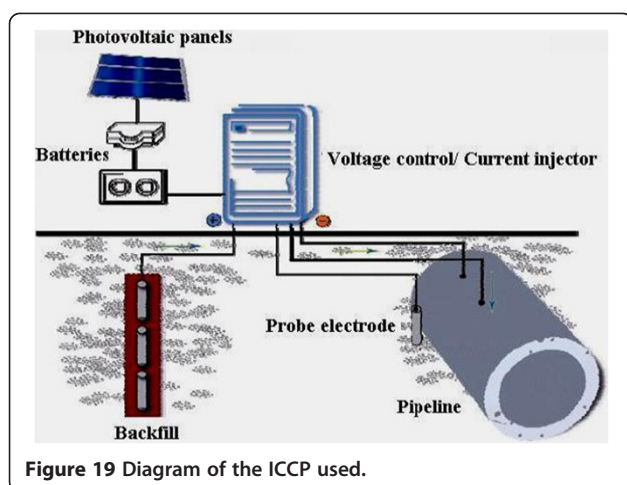 Photovoltaic panels
Batteries
Voltage control/ Current injector
+
-
Probe electrode
Pipeline
Backfill
Figure 19 Diagram of the ICCP used.